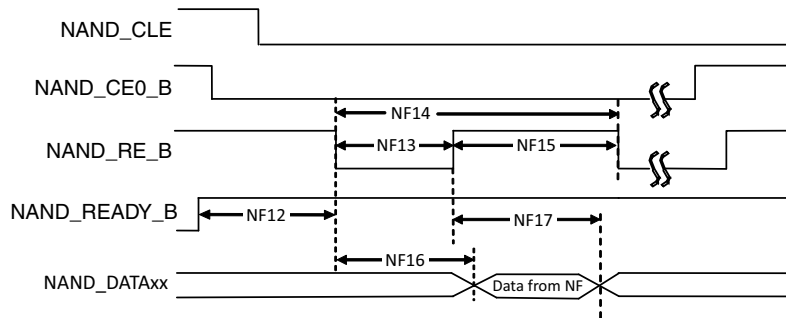 NAND_CLE
NAND_CE0_B
NF14
NAND_RE_B
NF13
NF15
NAND_READY_B
NF12
NF17
NF16
NAND_DATAxx
Data from NF